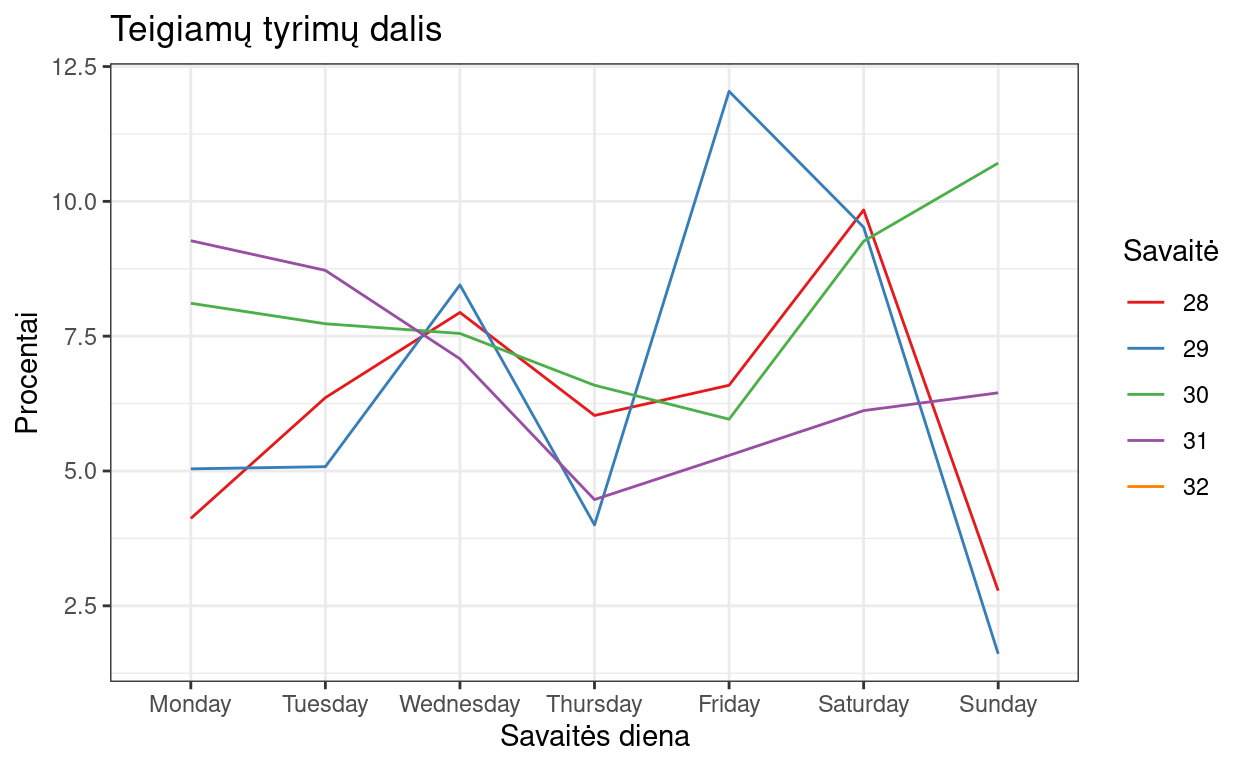 Teigiamų tyrimų dalis
12.5
10.0
7.5
5.0
2.5
Procentai
Monday Tuesday Wednesday Thursday Friday Saturday Sunday
Savaitės diena
Savaitė
28
29
30
31
32